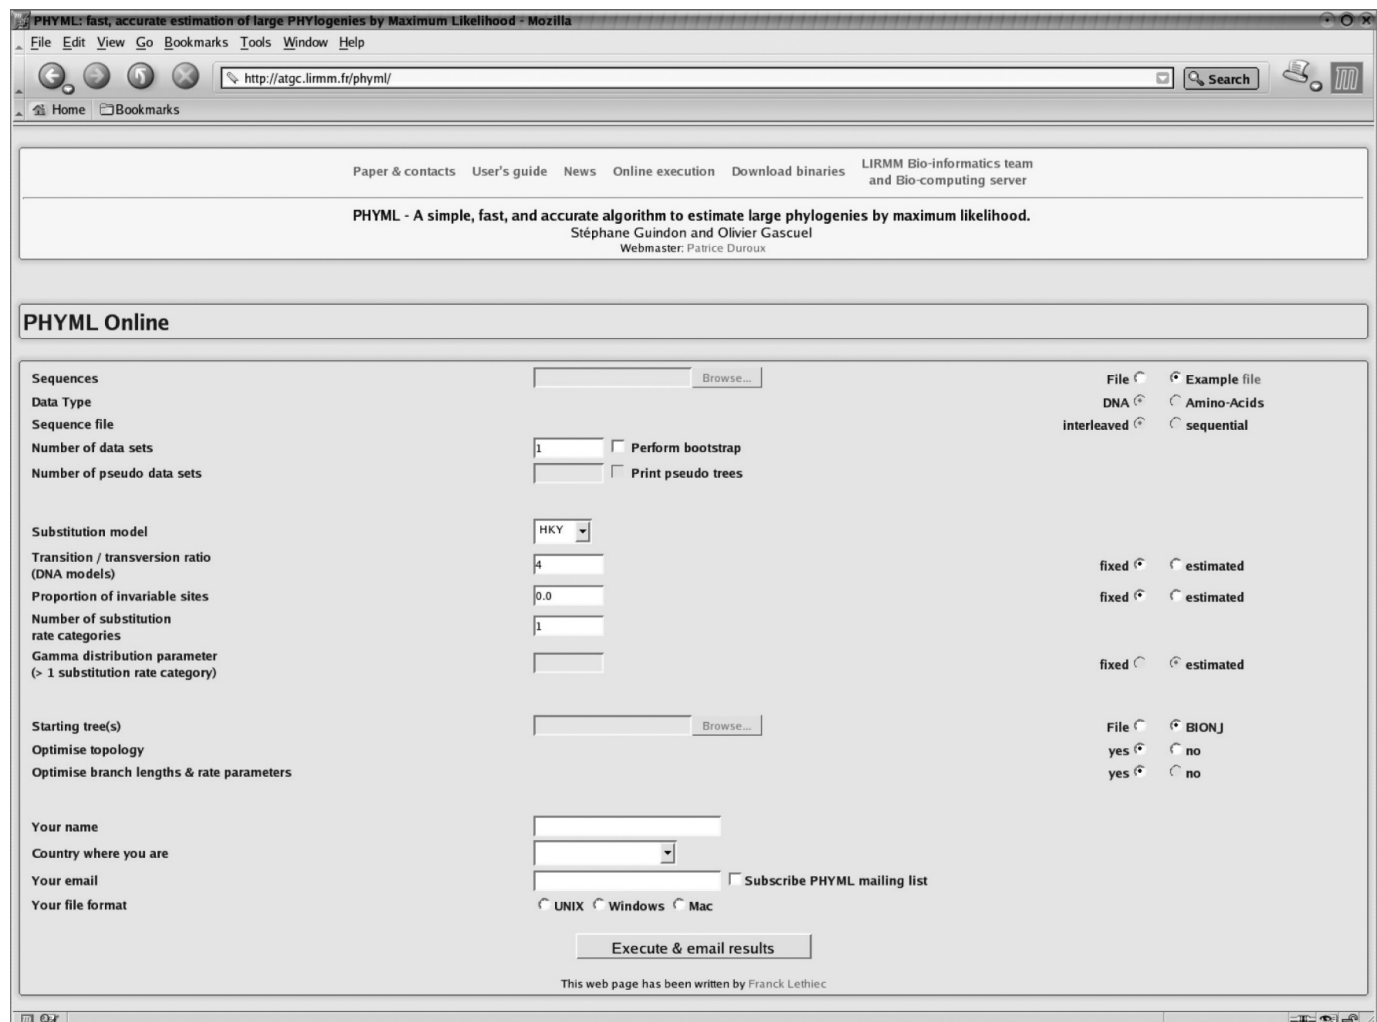 PHYML: fast, accurate estimation of large PHYlogenies by Maximum Likelihood - Mozilla
File Edit View Go Bookmarks Tools Window Help
http://atgc.lirmm.fr/phyml/ Search
Home Bookmarks
Paper & contacts User's guide News Online execution Download binaries LIRMM Bio-informatics team
and Bio-computing server
PHYML - A simple, fast, and accurate algorithm to estimate large phylogenies by maximum likelihood.
Stéphane Guindon and Olivier Gascuel
Webmaster: Patrice Duroux
PHYML Online
Sequences Browse... File Example file
Data Type DNA Amino-Acids
Sequence file interleaved sequential
Number of data sets 1 Perform bootstrap
Number of pseudo data sets Print pseudo trees
Substitution model HKY
Transition / transversion ratio
(DNA models) 4 fixed estimated
Proportion of invariable sites 0.0 fixed estimated
Number of substitution
rate categories 1
Gamma distribution parameter
(> 1 substitution rate category) fixed estimated
Starting tree(s) Browse... File BIONJ
Optimise topology yes no
Optimise branch lengths & rate parameters yes no
Your name
Country where you are
Your email Subscribe PHYML mailing list
Your file format UNIX Windows Mac
Execute & email results
This web page has been written by Franck Lethiec